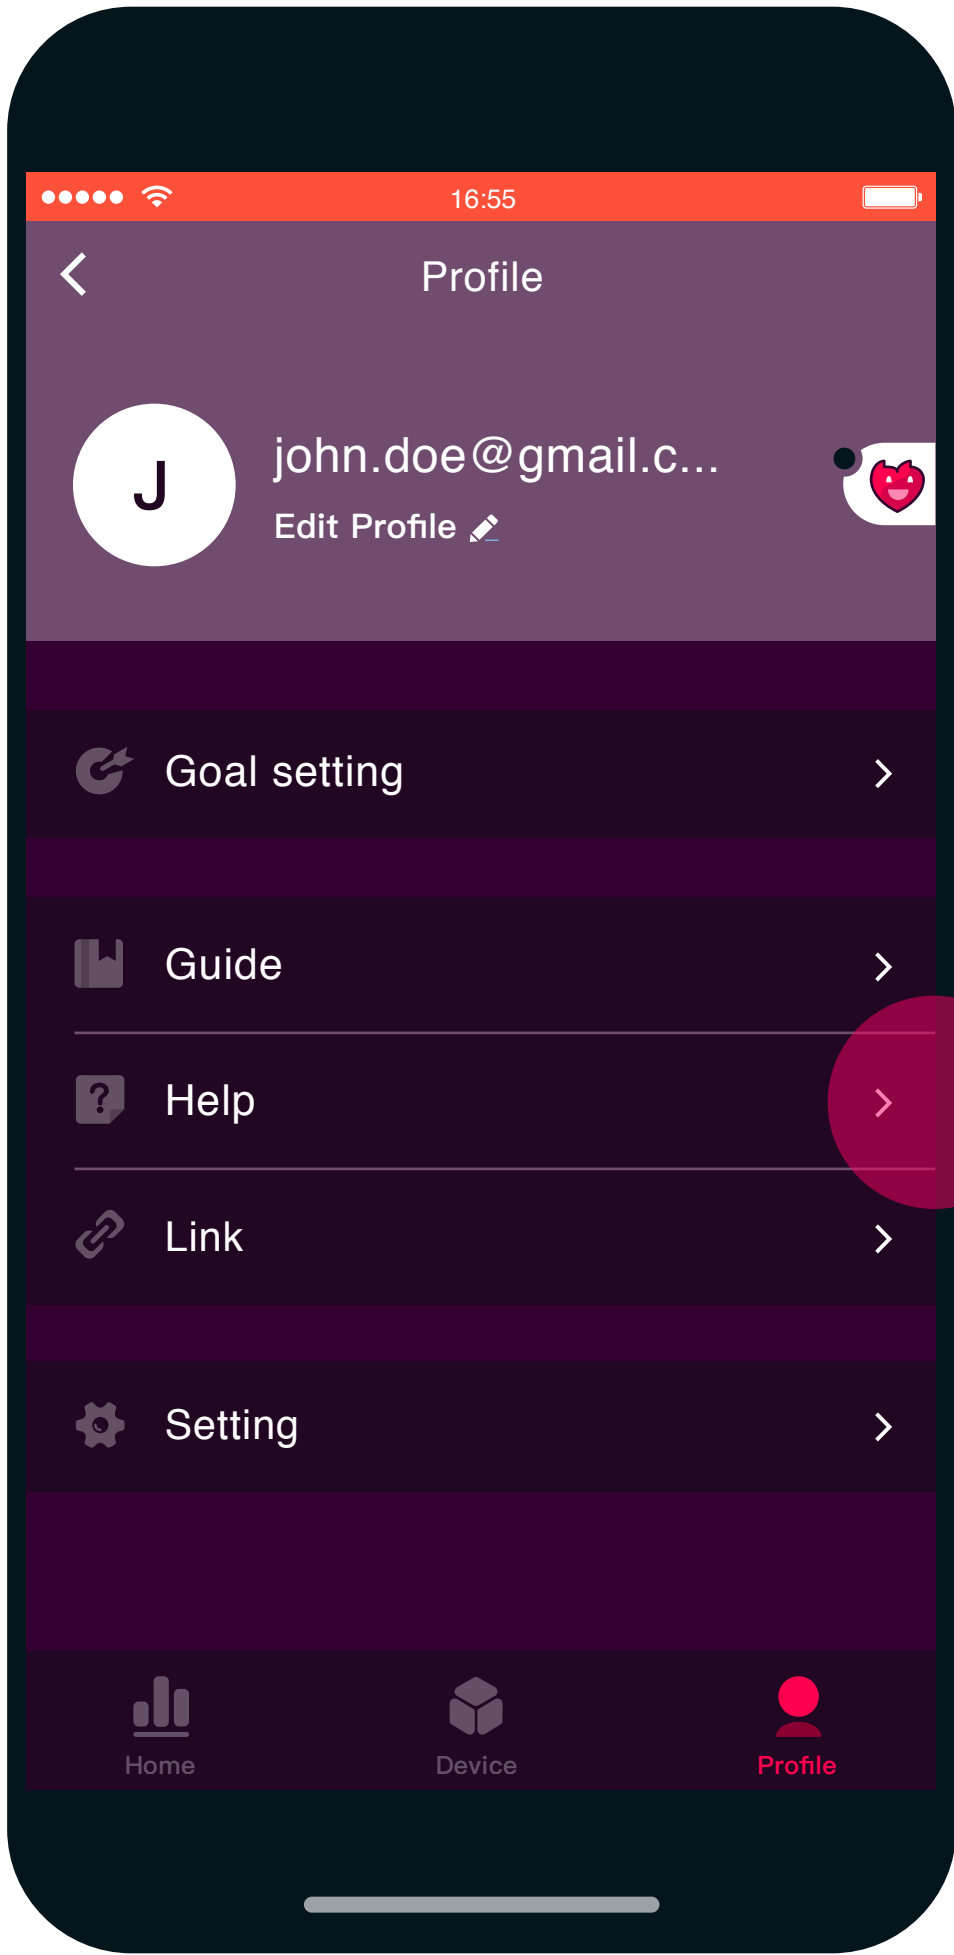 16:55
Profile
J
john.doe@gmail.c...
Edit Profile
Goal setting
Guide
?
Help
Link
Setting
Home
Device
Profile